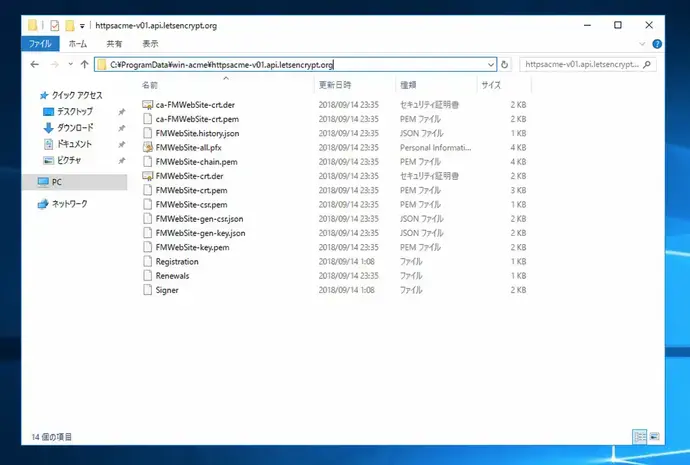 httpsacme-v01.api.letsencrypt.org
ファイル ホーム 共有 表示
C:¥ProgramData¥win-acme¥httpsacme-v01.api.letsencrypt.org
httpsacme-v01.api.letsencrypt.org...
クイック アクセス
デスクトップ
ダウンロード
ドキュメント
ピクチャ
PC
ネットワーク
名前 更新日時 種類 サイズ
ca-FMWebSite-crt.der 2018/09/14 23:35 セキュリティ証明書 2 KB
ca-FMWebSite-crt.pem 2018/09/14 23:35 PEM ファイル 2 KB
FMWebSite.history.json 2018/09/14 23:35 JSON ファイル 1 KB
FMWebSite-all.pfx 2018/09/14 23:35 Personal Informati... 4 KB
FMWebSite-chain.pem 2018/09/14 23:35 PEM ファイル 4 KB
FMWebSite-crt.der 2018/09/14 23:35 セキュリティ証明書 2 KB
FMWebSite-crt.pem 2018/09/14 23:35 PEM ファイル 3 KB
FMWebSite-csr.pem 2018/09/14 23:35 PEM ファイル 1 KB
FMWebSite-gen-csr.json 2018/09/14 23:35 JSON ファイル 2 KB
FMWebSite-gen-key.json 2018/09/14 23:35 JSON ファイル 2 KB
FMWebSite-key.pem 2018/09/14 23:35 PEM ファイル 2 KB
Registration 2018/09/14 1:08 ファイル 1 KB
Renewals 2018/09/14 23:35 ファイル 1 KB
Signer 2018/09/14 1:08 ファイル 2 KB
14 個の項目